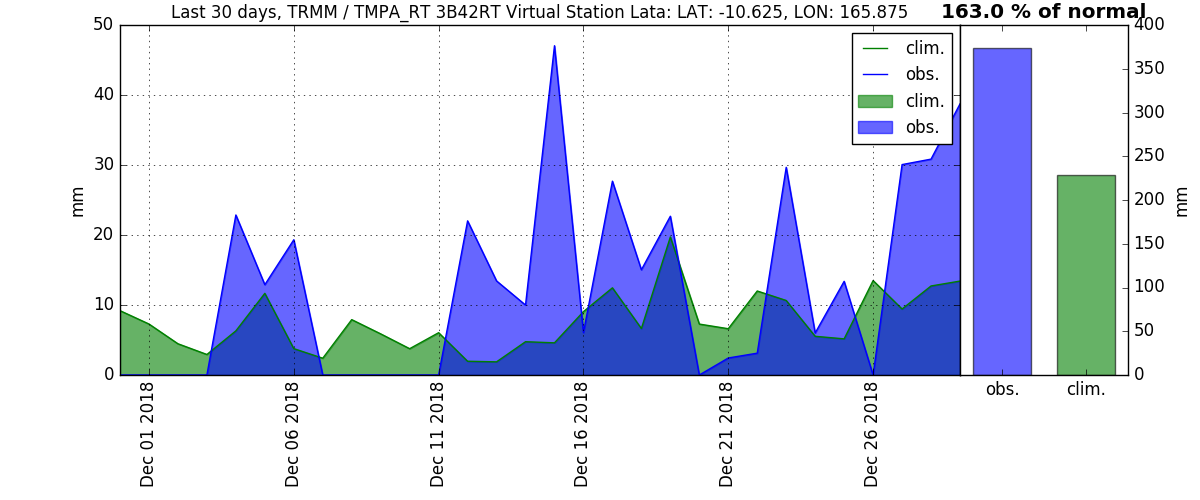 Last 30 days, TRMM / TMPA_RT 3B42RT Virtual Station Lata: LAT: -10.625, LON: 165.875
163.0 % of normal
50
40
30
20
10
0
mm
clim.
obs.
clim.
obs.
Dec 01 2018
Dec 06 2018
Dec 11 2018
Dec 16 2018
Dec 21 2018
Dec 26 2018
400
350
300
250
200
150
100
50
0
mm
obs.
clim.